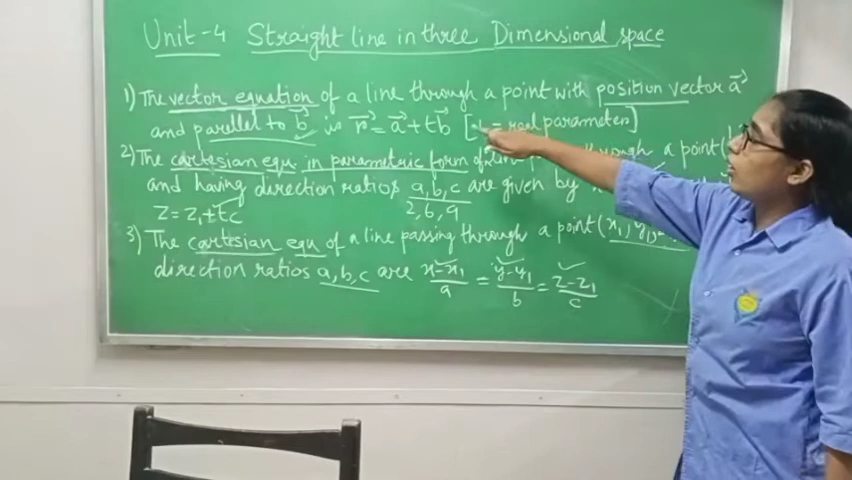 Unit-4 Straight line in three Dimensional space
1) The vector equation of a line through a point with position vector a⃗
and parellel to b⃗ is r⃗ = a⃗ + tb⃗ [t = real parameter]
2) The cartesian equ in parametric form of line through a point (
and having direction ratios a, b, c are given by
2, 6, 9
z = z₁ + tc
3) The cartesian equ of a line passing through a point (x₁, y₁,
direction ratios a, b, c are x-x₁/a = y-y₁/b = z-z₁/c